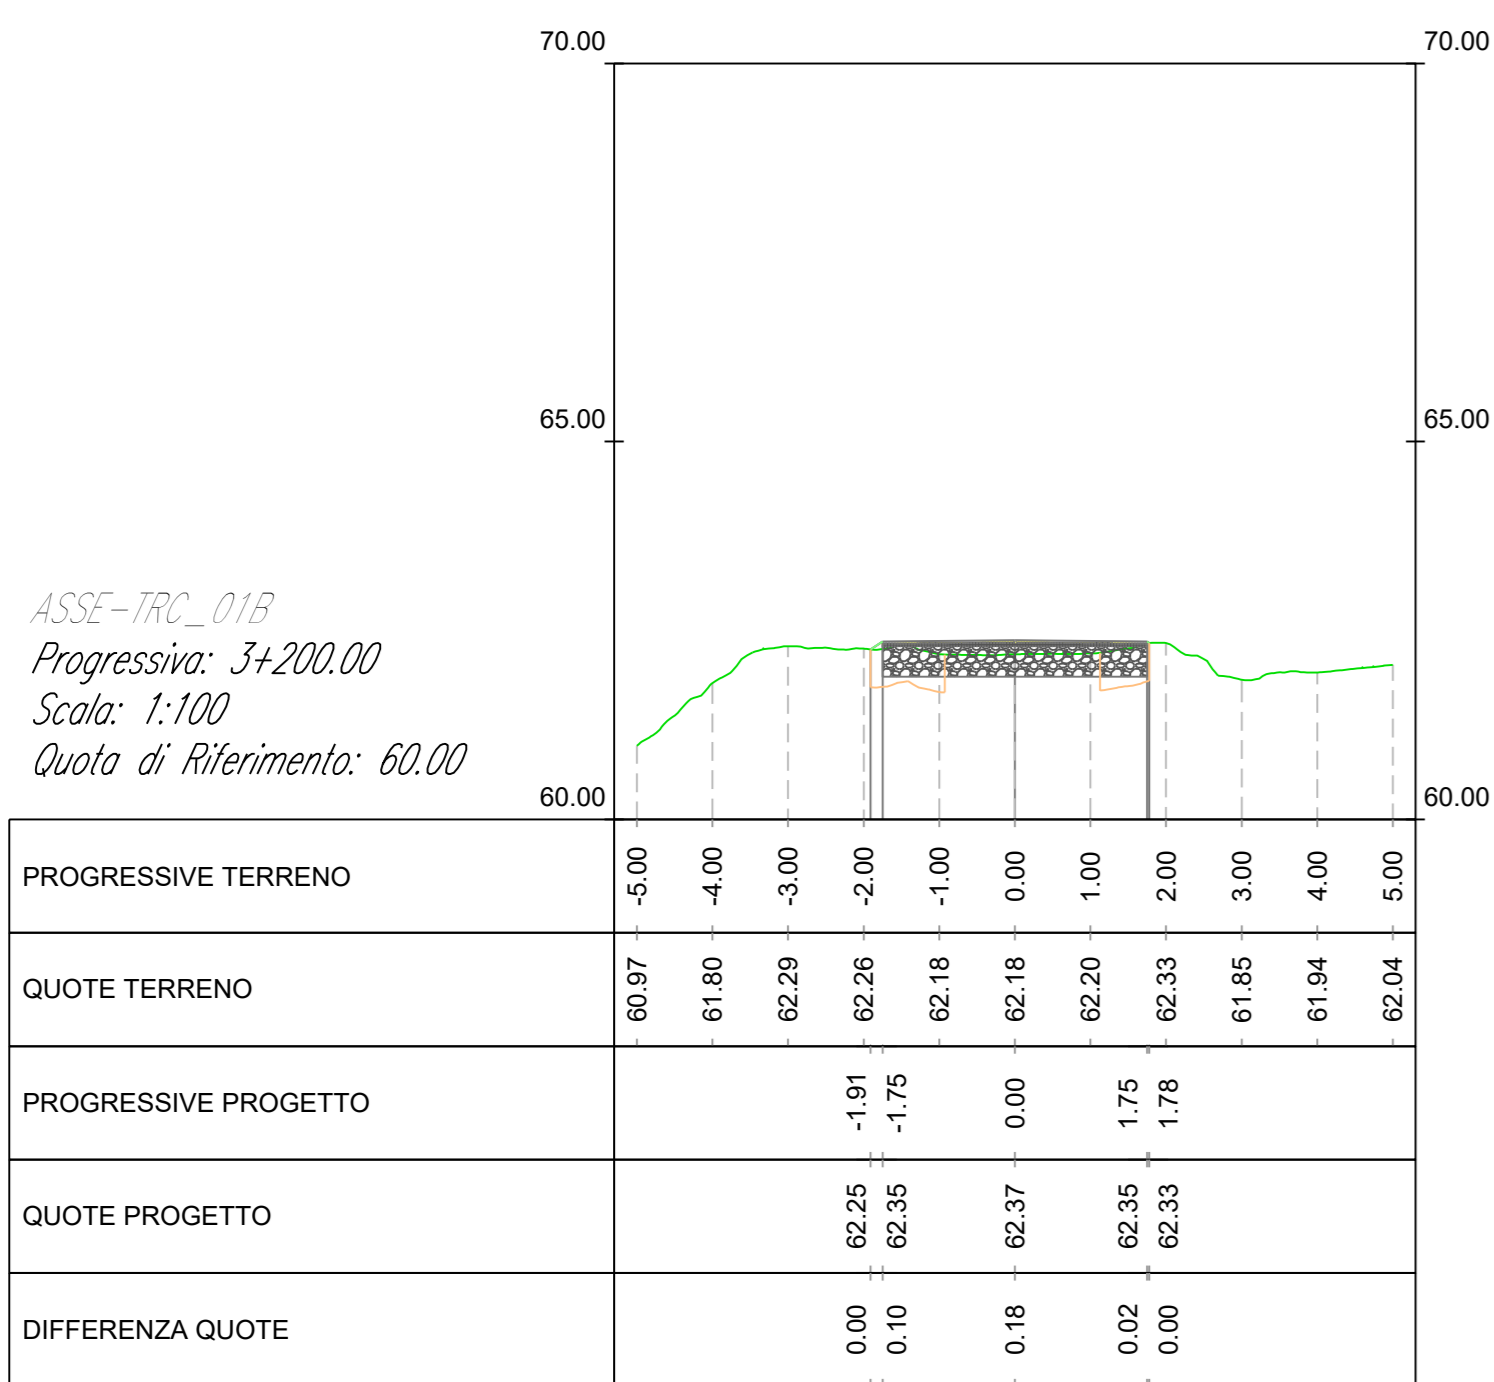 70.00 70.00
65.00 65.00
ASSE-TRC_01B
Progressiva: 3+200.00
Scala: 1:100
Quota di Riferimento: 60.00
60.00 60.00
PROGRESSIVE TERRENO -5.00 -4.00 -3.00 -2.00 -1.00 0.00 1.00 2.00 3.00 4.00 5.00
QUOTE TERRENO 60.97 61.80 62.29 62.26 62.18 62.18 62.20 62.33 61.85 61.94 62.04
PROGRESSIVE PROGETTO -1.91 -1.75 0.00 1.75 1.78
QUOTE PROGETTO 62.25 62.35 62.37 62.35 62.33
DIFFERENZA QUOTE 0.00 0.10 0.18 0.02 0.00